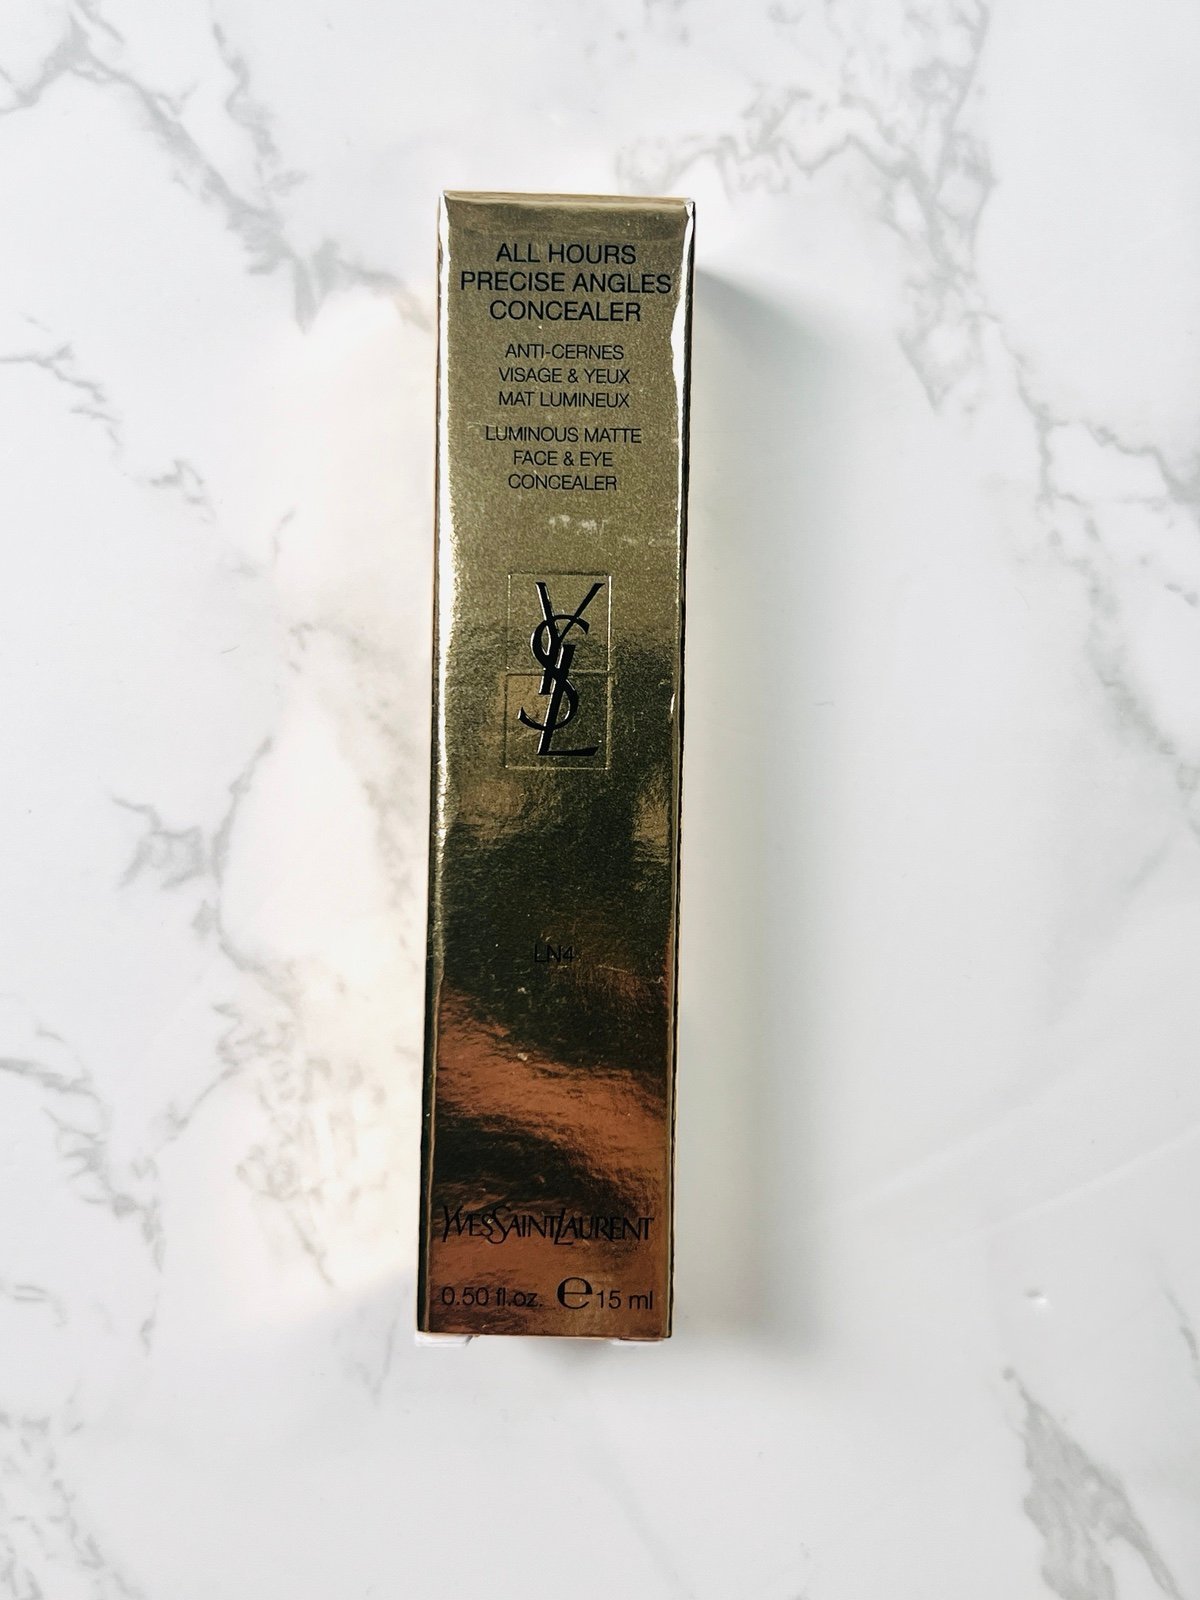 ALL HOURS
PRECISE ANGLES
CONCEALER
ANTI-CERNES
VISAGE & YEUX
MAT LUMINEUX
LUMINOUS MATTE
FACE & EYE
CONCEALER
YSL
LN4
YVESSAINTLAURENT
0.50 fl.oz. ℮ 15 ml